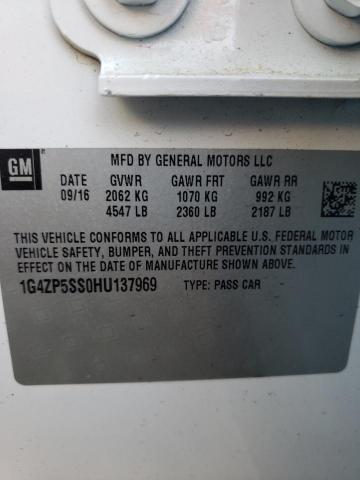 GM
MFD BY GENERAL MOTORS LLC
DATE GVWR GAWR FRT GAWR RR
09/16 2062 KG 1070 KG 992 KG
4547 LB 2360 LB 2187 LB
THIS VEHICLE CONFORMS TO ALL APPLICABLE U.S. FEDERAL MOTOR
VEHICLE SAFETY, BUMPER, AND THEFT PREVENTION STANDARDS IN
EFFECT ON THE DATE OF MANUFACTURE SHOWN ABOVE.
1G4ZP5SS0HU137969 TYPE: PASS CAR